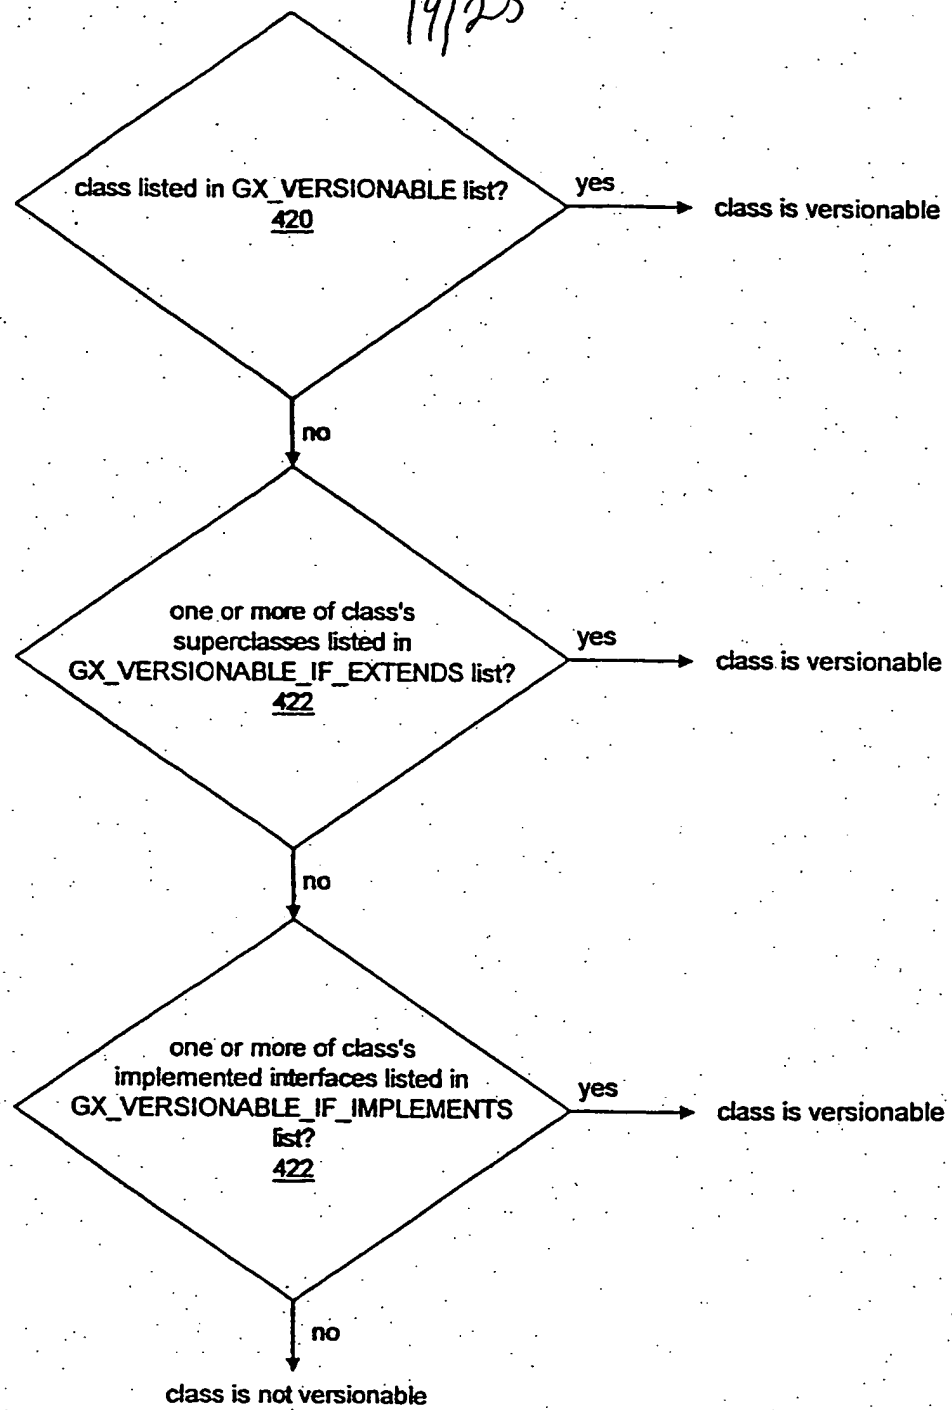 19/25
class listed in GX_VERSIONABLE list?
420
yes
class is versionable
no
one or more of class's
superclasses listed in
GX_VERSIONABLE_IF_EXTENDS list?
422
yes
class is versionable
no
one or more of class's
implemented interfaces listed in
GX_VERSIONABLE_IF_IMPLEMENTS
list?
422
yes
class is versionable
no
class is not versionable